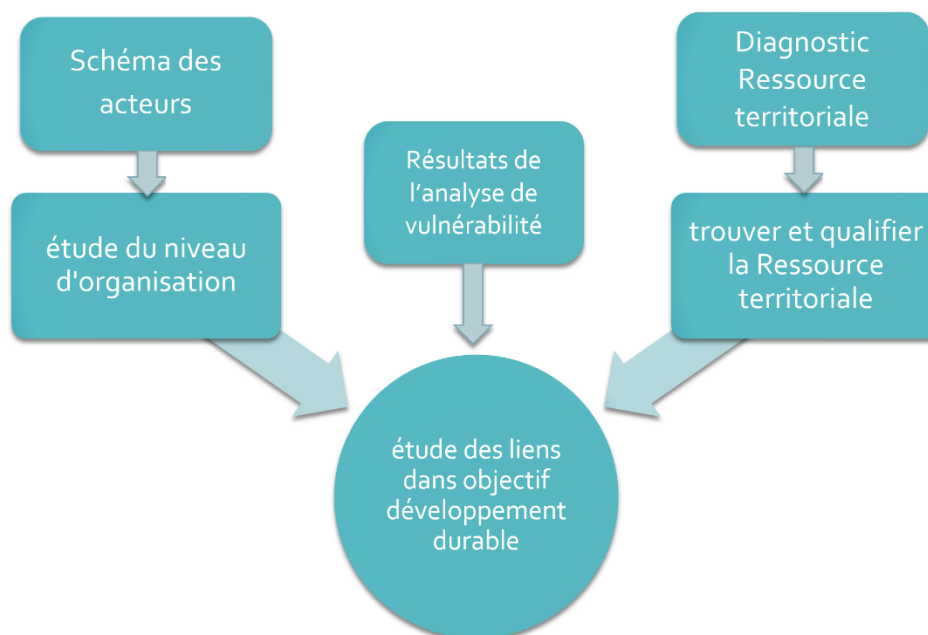 Schéma des
acteurs
étude du niveau
d'organisation
Résultats de
l'analyse de
vulnérabilité
Diagnostic
Ressource
territoriale
trouver et qualifier
la Ressource
territoriale
étude des liens
dans objectif
développement
durable